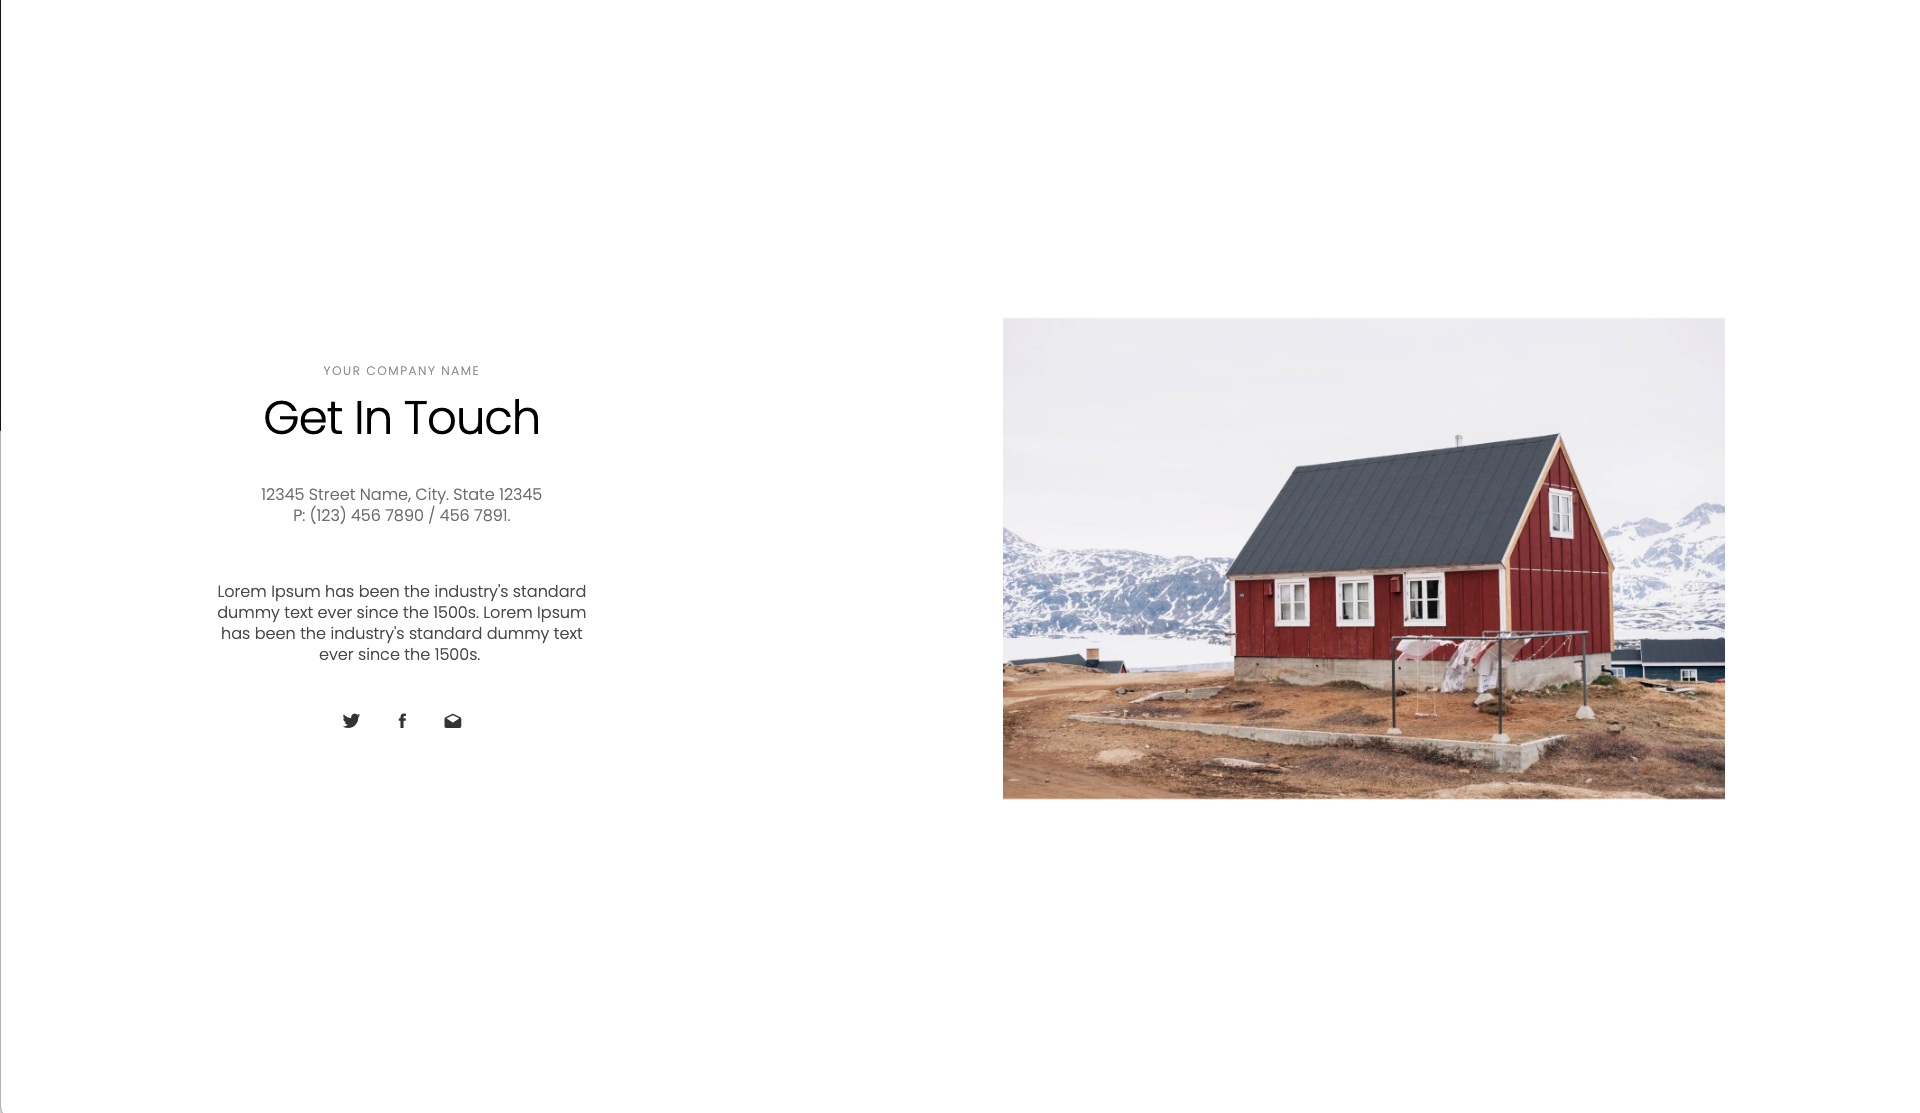 YOUR COMPANY NAME
Get In Touch
12345 Street Name, City. State 12345
P: (123) 456 7890 / 456 7891.
Lorem Ipsum has been the industry's standard
dummy text ever since the 1500s. Lorem Ipsum
has been the industry's standard dummy text
ever since the 1500s.